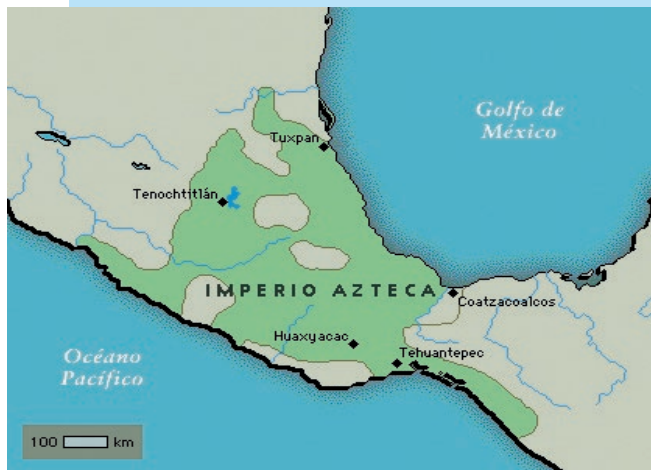 Golfo de
México
Tuxpan
Tenochtitlán
IMPERIO AZTECA
Coatzacoalcos
Huaxyacac
Tehuantepec
Océano
Pacífico
100 km